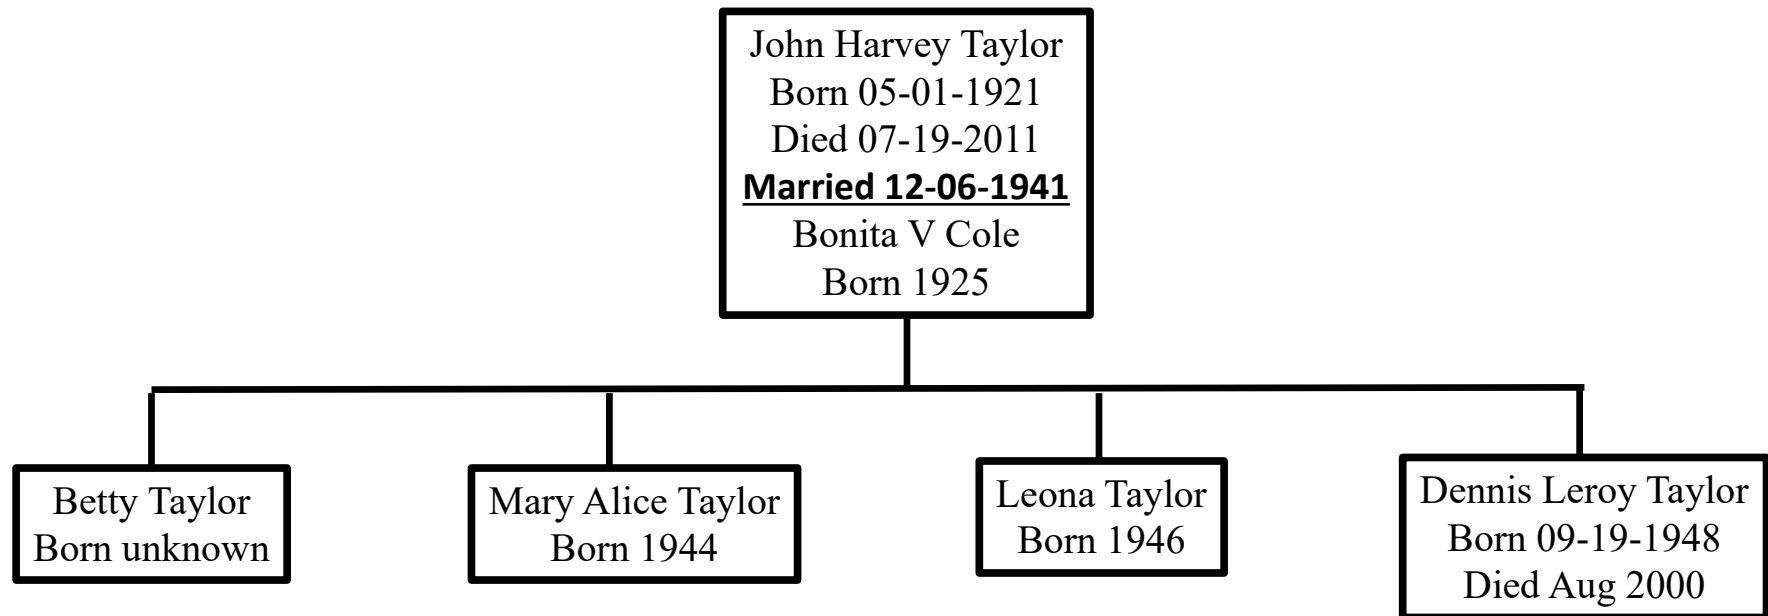 John Harvey Taylor
Born 05-01-1921
Died 07-19-2011
Married 12-06-1941
Bonita V Cole
Born 1925
Betty Taylor
Born unknown
Mary Alice Taylor
Born 1944
Leona Taylor
Born 1946
Dennis Leroy Taylor
Born 09-19-1948
Died Aug 2000